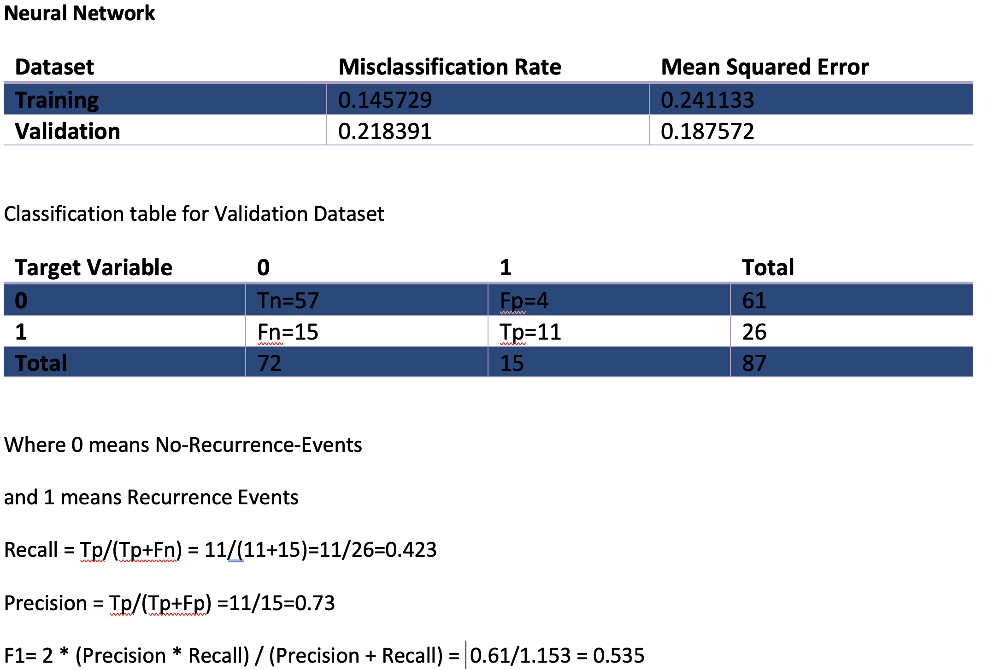 Neural Network
Dataset Misclassification Rate Mean Squared Error
Training 0.145729 0.241133
Validation 0.218391 0.187572
Classification table for Validation Dataset
Target Variable 0 1 Total
0 Tn=57 Fp=4 61
1 Fn=15 Tp=11 26
Total 72 15 87
Where 0 means No-Recurrence-Events
and 1 means Recurrence Events
Recall = Tp/(Tp+Fn) = 11/(11+15)=11/26=0.423
Precision = Tp/(Tp+Fp) =11/15=0.73
F1= 2 * (Precision * Recall) / (Precision + Recall) = 0.61/1.153 = 0.535